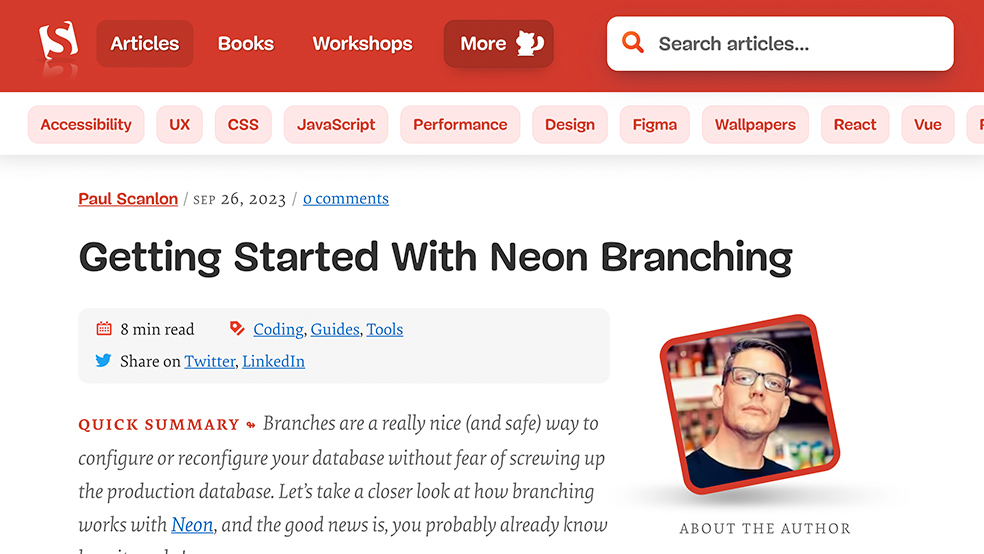 S
Articles
Books
Workshops
More
Search articles...
Accessibility
UX
CSS
JavaScript
Performance
Design
Figma
Wallpapers
React
Vue
Paul Scanlon / SEP 26, 2023 / 0 comments
Getting Started With Neon Branching
8 min read
Coding, Guides, Tools
Share on Twitter, LinkedIn
QUICK SUMMARY Branches are a really nice (and safe) way to
configure or reconfigure your database without fear of screwing up
the production database. Let’s take a closer look at how branching
works with Neon, and the good news is, you probably already know
ABOUT THE AUTHOR